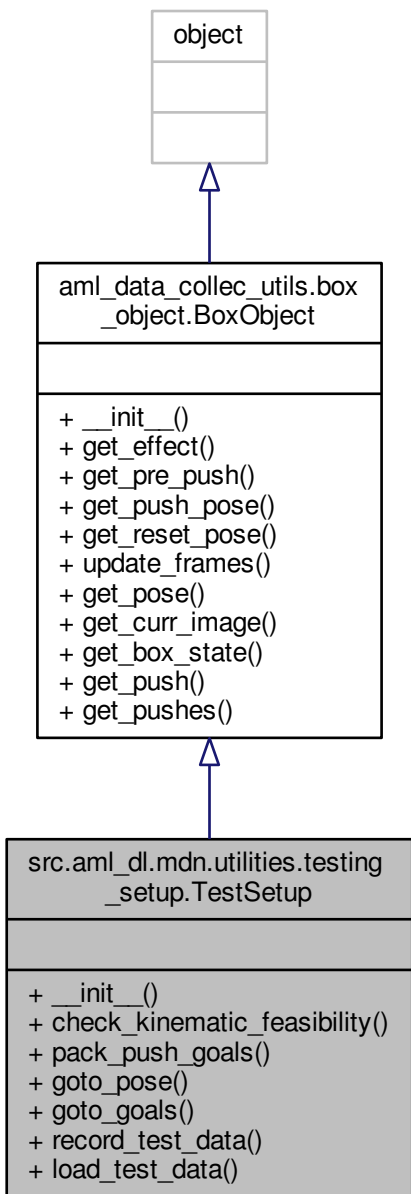 object
aml_data_collec_utils.box
_object.BoxObject
+ __init__()
+ get_effect()
+ get_pre_push()
+ get_push_pose()
+ get_reset_pose()
+ update_frames()
+ get_pose()
+ get_curr_image()
+ get_box_state()
+ get_push()
+ get_pushes()
src.aml_dl.mdn.utilities.testing
_setup.TestSetup
+ __init__()
+ check_kinematic_feasibility()
+ pack_push_goals()
+ goto_pose()
+ goto_goals()
+ record_test_data()
+ load_test_data()